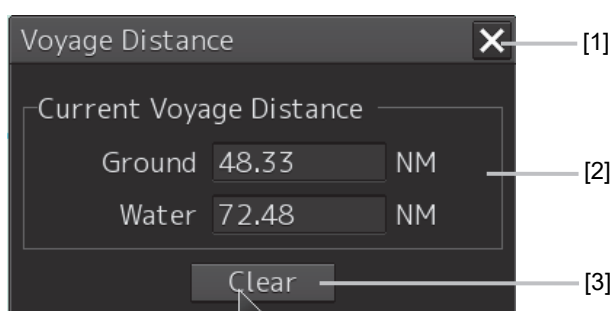 Voyage Distance [1]
Current Voyage Distance
Ground 48.33 NM [2]
Water 72.48 NM
Clear [3]